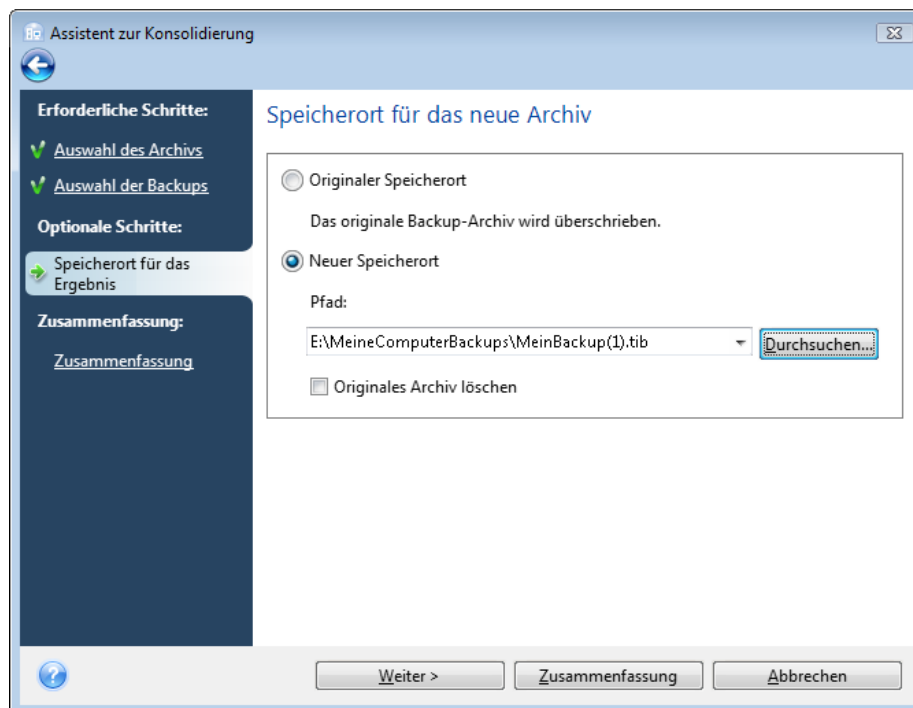 Assistent zur Konsolidierung
Erforderliche Schritte:
Auswahl des Archivs
Auswahl der Backups
Optionale Schritte:
Speicherort für das
Ergebnis
Zusammenfassung:
Zusammenfassung
Speicherort für das neue Archiv
Originaler Speicherort
Das originale Backup-Archiv wird überschrieben.
Neuer Speicherort
Pfad:
E:\MeineComputerBackups\MeinBackup(1).tib
Durchsuchen...
Originales Archiv löschen
Weiter >
Zusammenfassung
Abbrechen